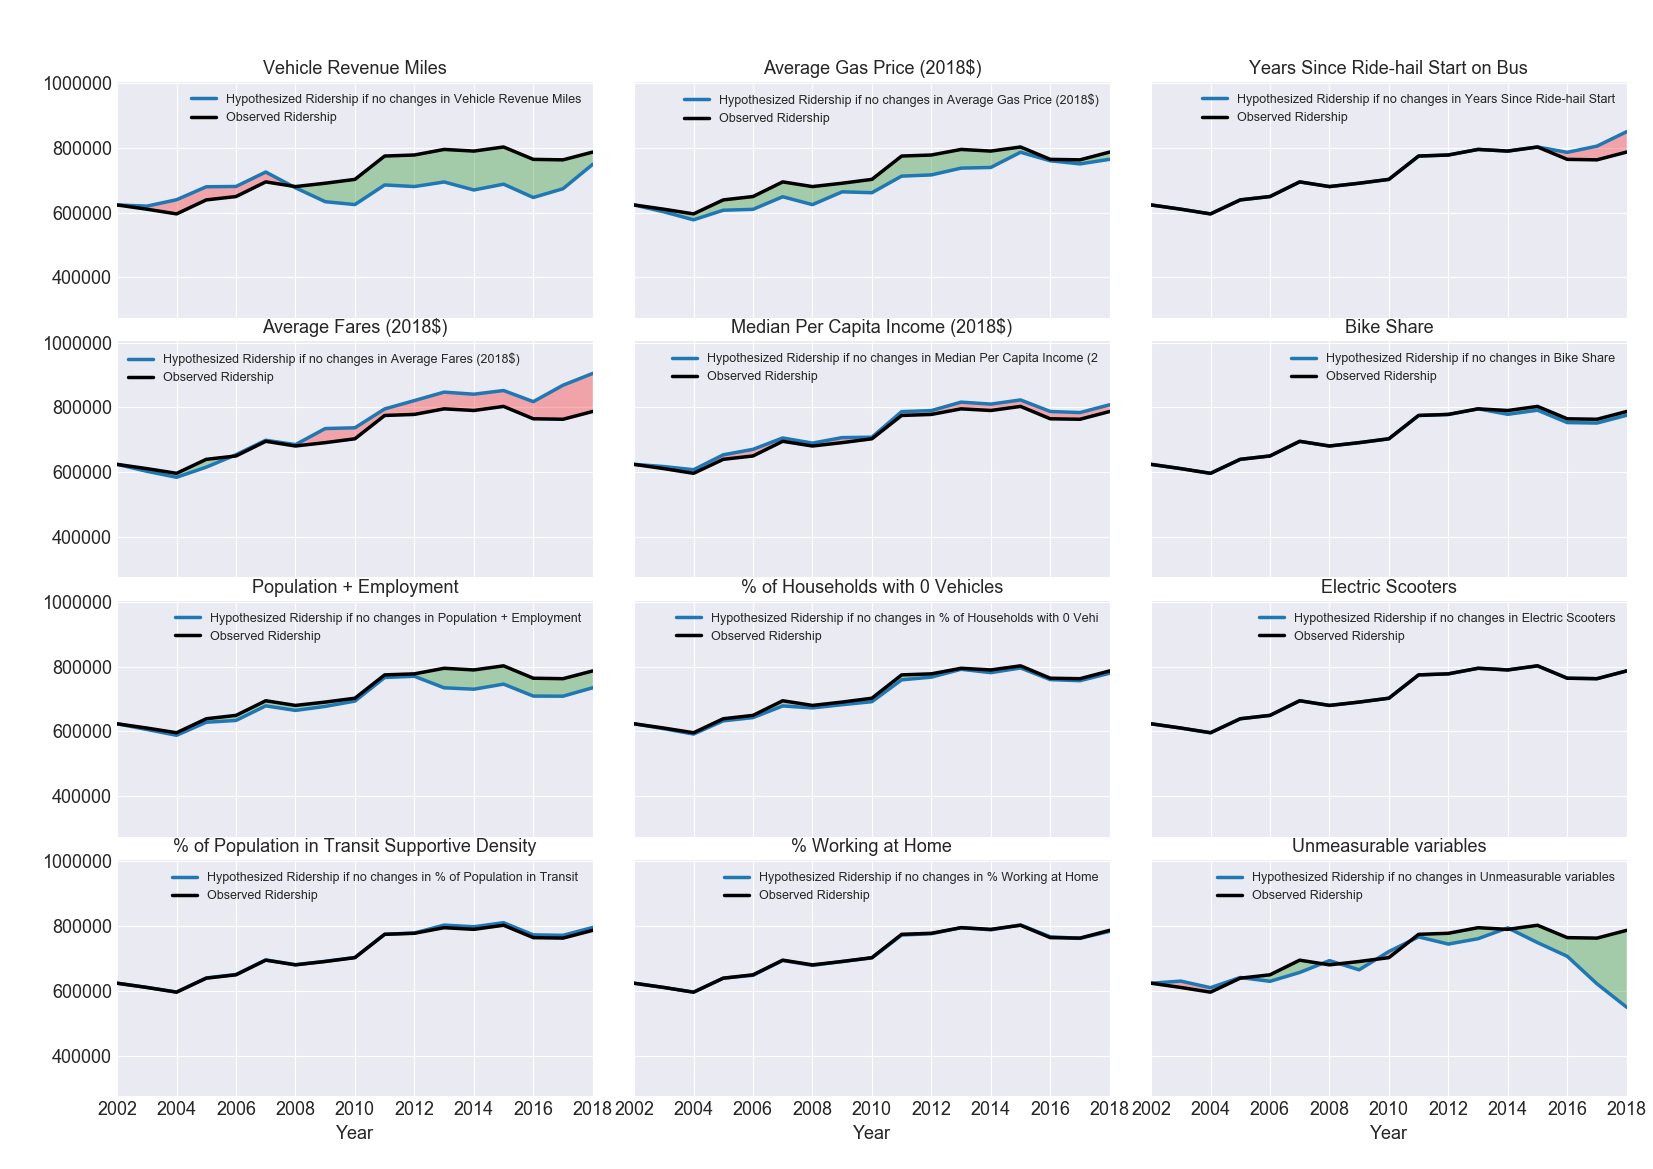 Vehicle Revenue Miles
Average Gas Price (2018$)
Years Since Ride-hail Start on Bus
1000000
800000
600000
400000
Hypothesized Ridership if no changes in Vehicle Revenue Miles
Observed Ridership
Hypothesized Ridership if no changes in Average Gas Price (2018$)
Observed Ridership
Hypothesized Ridership if no changes in Years Since Ride-hail Start
Observed Ridership
Average Fares (2018$)
Median Per Capita Income (2018$)
Bike Share
1000000
800000
600000
400000
Hypothesized Ridership if no changes in Average Fares (2018$)
Observed Ridership
Hypothesized Ridership if no changes in Median Per Capita Income (2
Observed Ridership
Hypothesized Ridership if no changes in Bike Share
Observed Ridership
Population + Employment
% of Households with 0 Vehicles
Electric Scooters
1000000
800000
600000
400000
Hypothesized Ridership if no changes in Population + Employment
Observed Ridership
Hypothesized Ridership if no changes in % of Households with 0 Vehi
Observed Ridership
Hypothesized Ridership if no changes in Electric Scooters
Observed Ridership
% of Population in Transit Supportive Density
% Working at Home
Unmeasurable variables
1000000
800000
600000
400000
Hypothesized Ridership if no changes in % of Population in Transit
Observed Ridership
Hypothesized Ridership if no changes in % Working at Home
Observed Ridership
Hypothesized Ridership if no changes in Unmeasurable variables
Observed Ridership
2002 2004 2006 2008 2010 2012 2014 2016 2018
2002 2004 2006 2008 2010 2012 2014 2016 2018
2002 2004 2006 2008 2010 2012 2014 2016 2018
Year
Year
Year